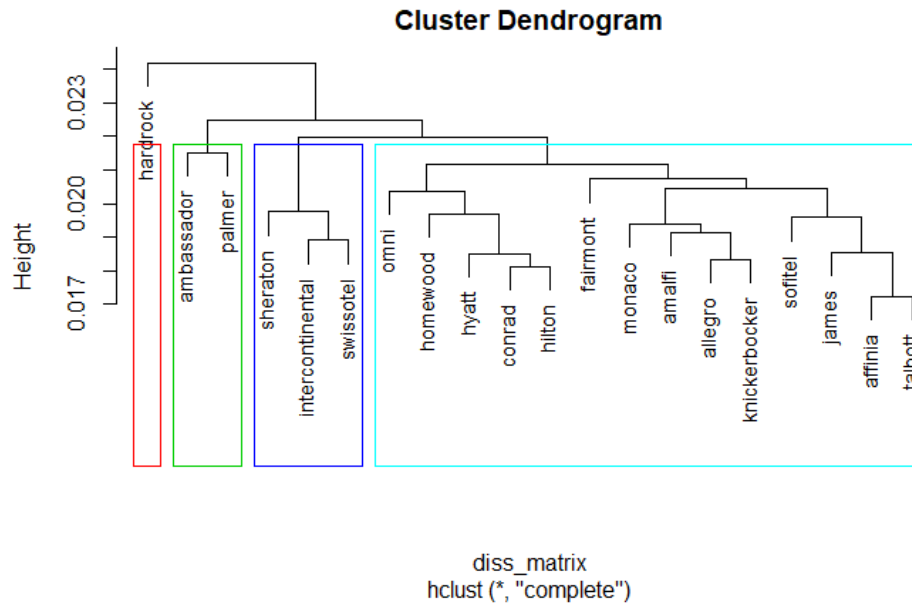 Cluster Dendrogram
Height
0.023
0.020
0.017
hardrock
ambassador
palmer
sheraton
intercontinental
swissotel
omni
homewood
hyatt
conrad
hilton
fairmont
monaco
amalfi
allegro
knickerbocker
sofitel
james
affinia
talbott
diss_matrix
hclust (*, "complete")